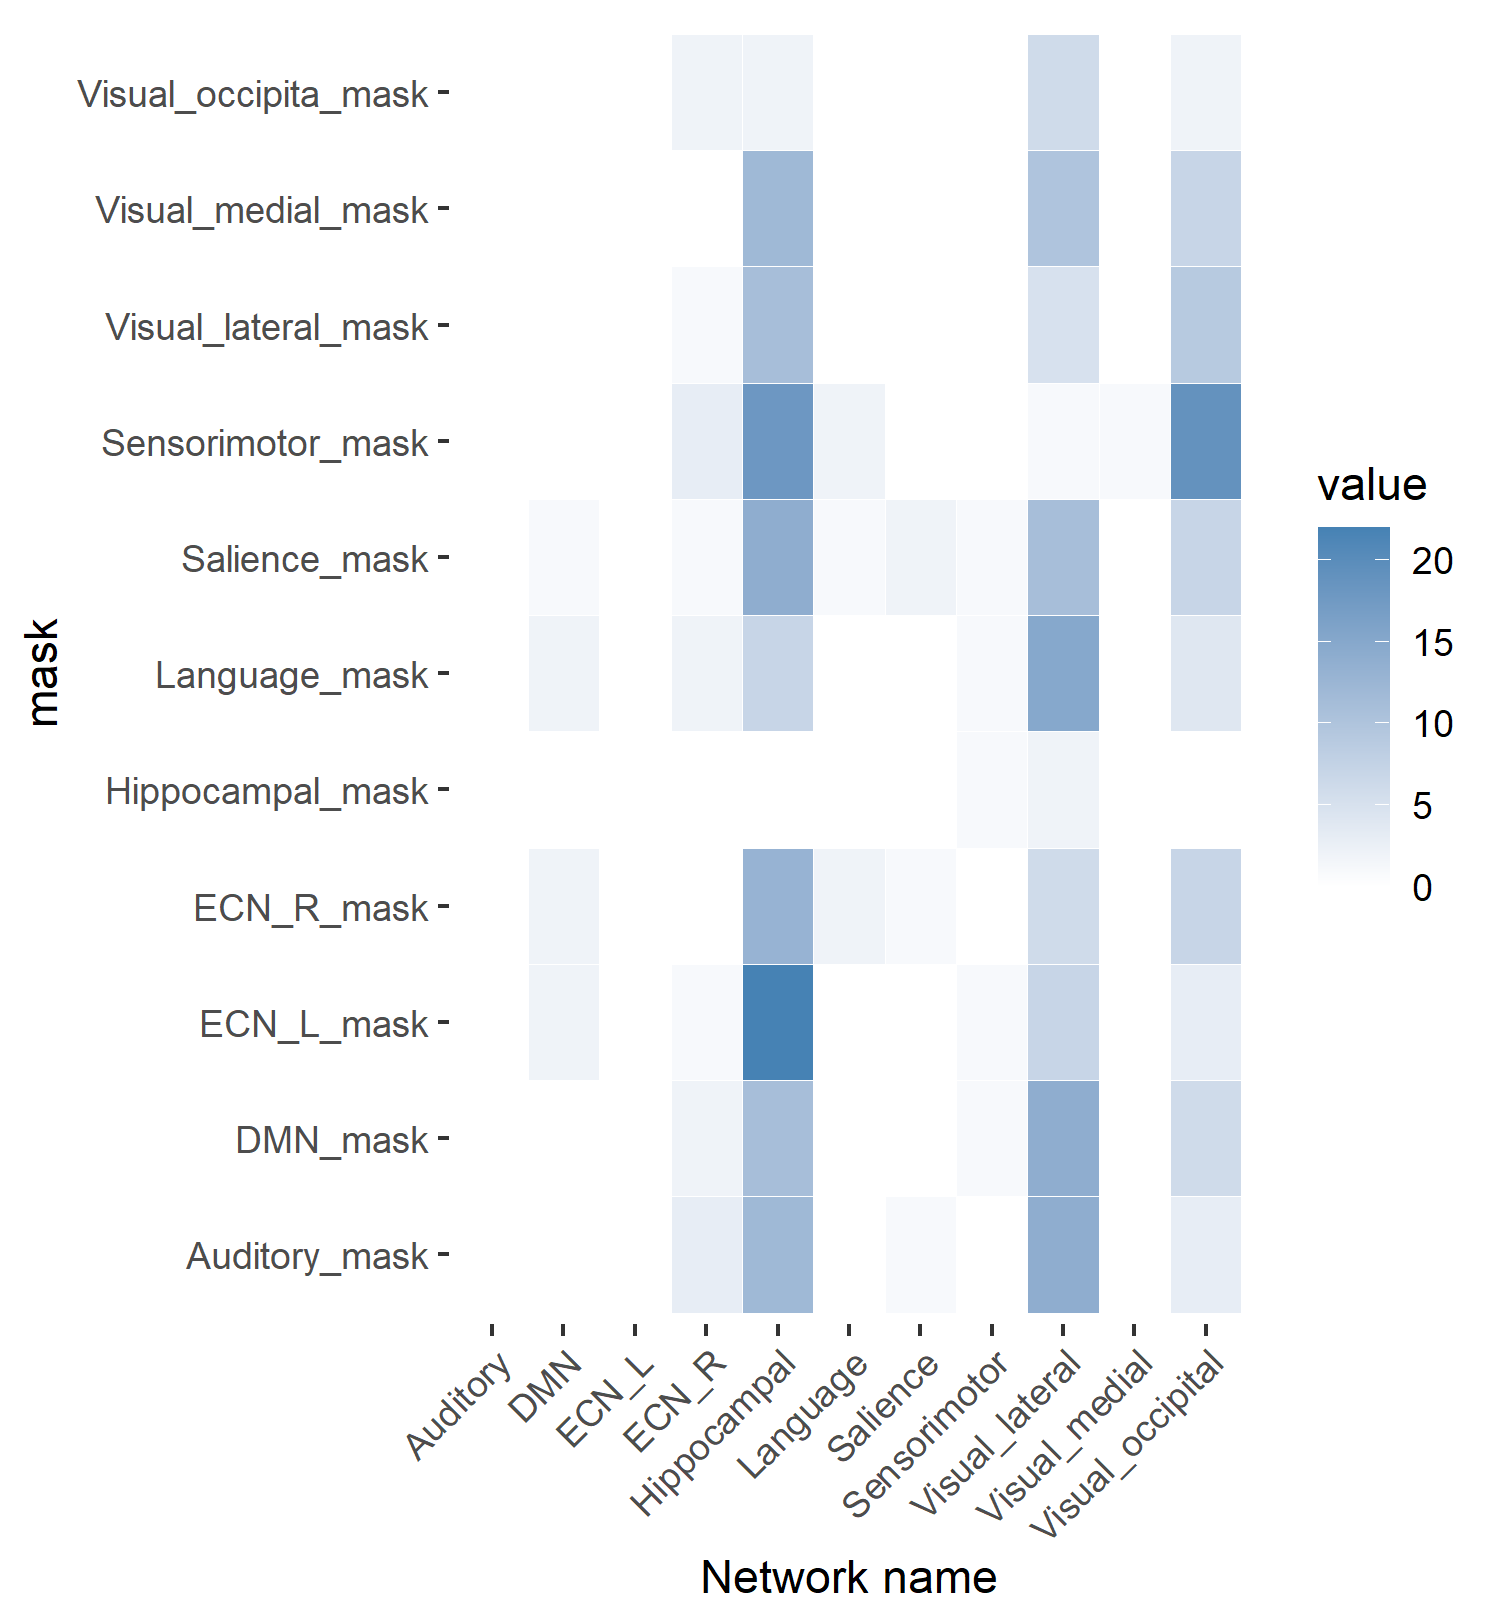 Visual_occipita_mask
Visual_medial_mask
Visual_lateral_mask
Sensorimotor_mask
Salience_mask
Language_mask
Hippocampal_mask
ECN_R_mask
ECN_L_mask
DMN_mask
Auditory_mask
mask
Auditory
DMN
ECN_L
ECN_R
Hippocampal
Language
Salience
Sensorimotor
Visual_lateral
Visual_medial
Visual_occipital
Network name
value
20
15
10
5
0